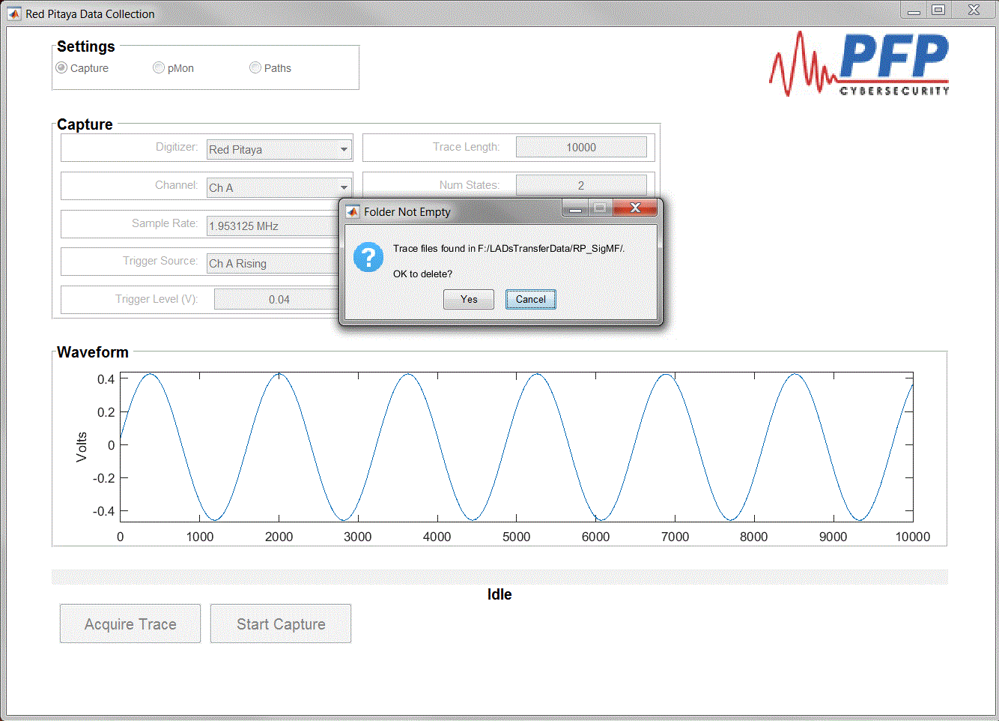 Red Pitaya Data Collection
Settings
Capture
pMon
Paths
PFP
CYBERSECURITY
Capture
Digitizer:
Red Pitaya
Trace Length:
10000
Channel:
Ch A
Num States:
2
Sample Rate:
1.953125 MHz
Trigger Source:
Ch A Rising
Trigger Level (V):
0.04
Folder Not Empty
Trace files found in F:/LADsTransferData/RP_SigMF/.
OK to delete?
Yes
Cancel
Waveform
Volts
0.4
0.2
0
-0.2
-0.4
0 1000 2000 3000 4000 5000 6000 7000 8000 9000 10000
Idle
Acquire Trace
Start Capture